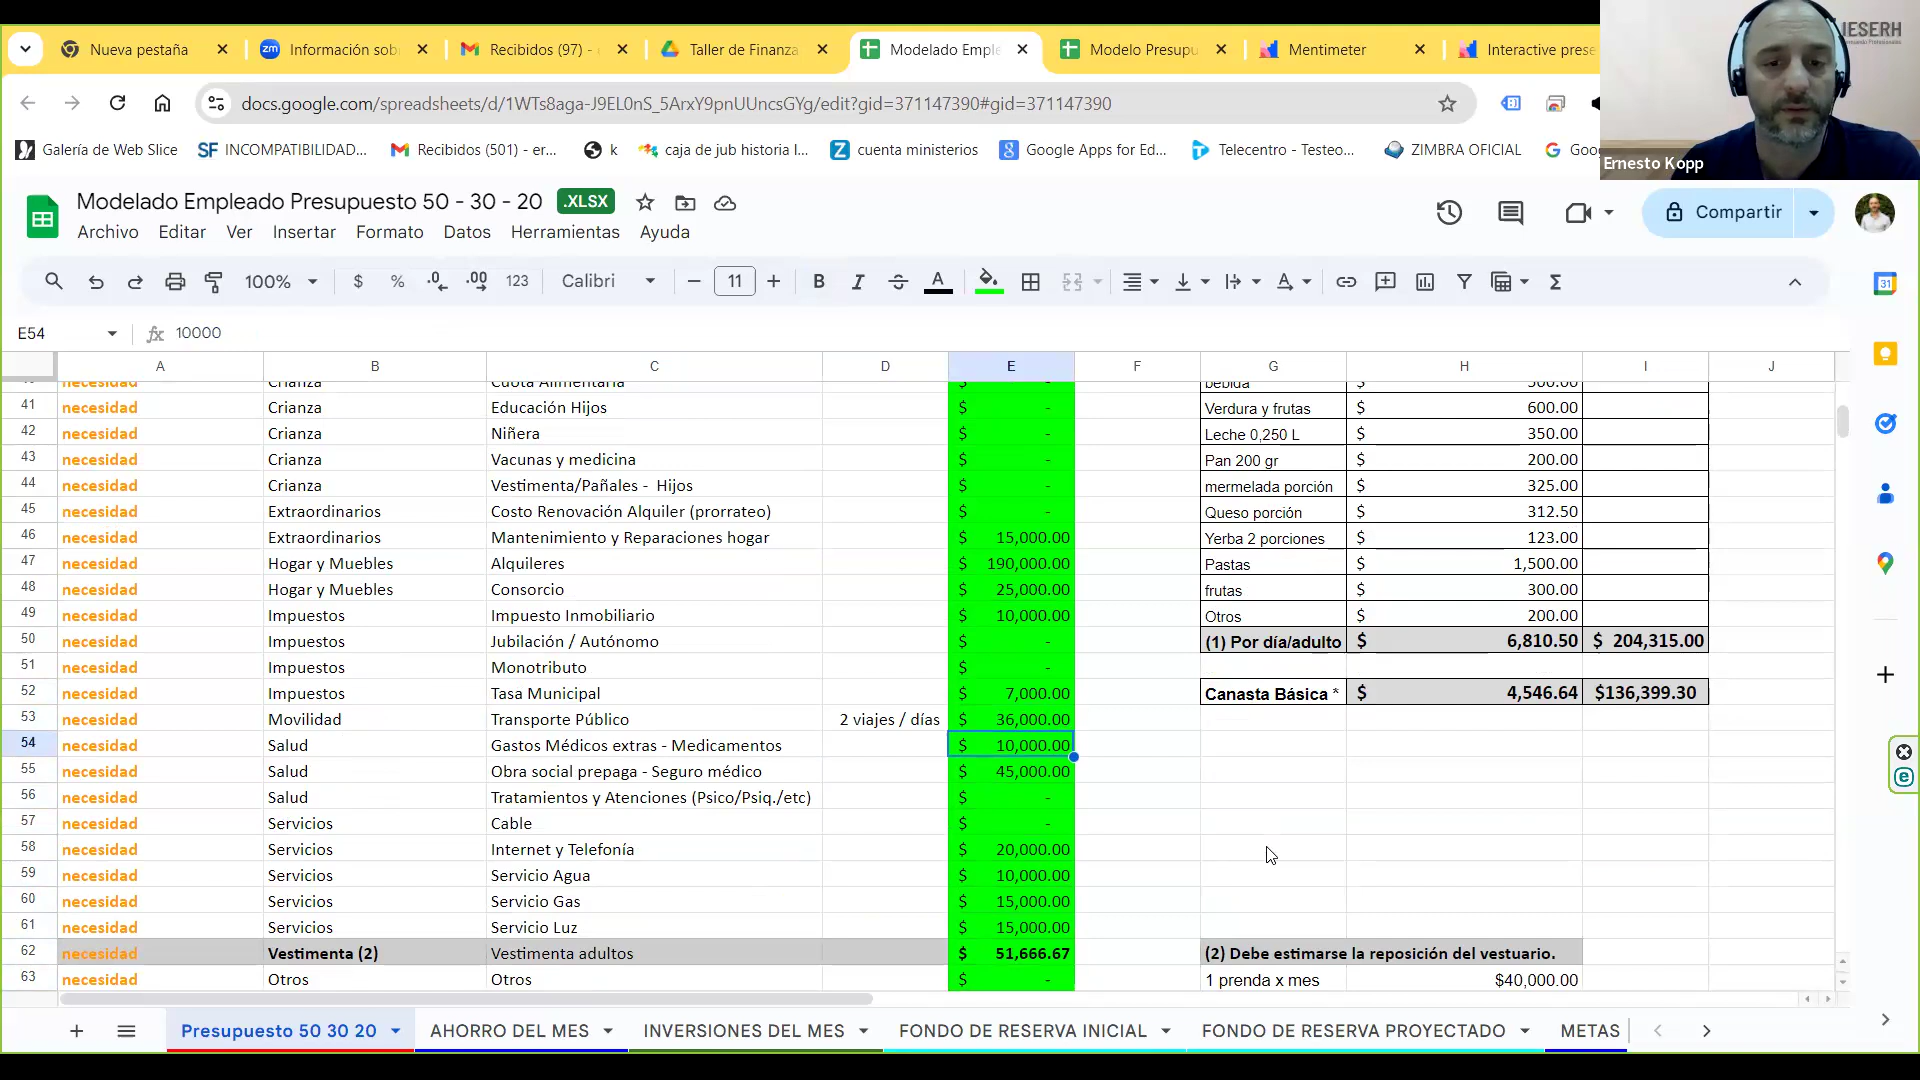 Nueva pestaña
Información sob
Recibidos (97) -
Taller de Finanza
Modelado Emple
Modelo Presupu
Mentimeter
Interactive prese
IESERH
docs.google.com/spreadsheets/d/1WTs8aga-J9EL0nS_5ArxY9pnUUncsGYg/edit?gid=371147390#gid=371147390
Galería de Web Slice
SF INCOMPATIBILIDAD...
Recibidos (501) - er...
k
caja de jub historia l...
cuenta ministerios
Google Apps for Ed...
Telecentro - Testeo...
ZIMBRA OFICIAL
Goo
Ernesto Kopp
Modelado Empleado Presupuesto 50 - 30 - 20 .XLSX
Compartir
Archivo Editar Ver Insertar Formato Datos Herramientas Ayuda
100% $ % .0 .00 123 Calibri 11 B I A
31
E54 fx 10000
A B C D E F G H I J
necesidad Crianza Cuota Alimentaria $ - bebida $ 500.00
41 necesidad Crianza Educación Hijos $ - Verdura y frutas $ 600.00
42 necesidad Crianza Niñera $ - Leche 0,250 L $ 350.00
43 necesidad Crianza Vacunas y medicina $ - Pan 200 gr $ 200.00
44 necesidad Crianza Vestimenta/Pañales - Hijos $ - mermelada porción $ 325.00
45 necesidad Extraordinarios Costo Renovación Alquiler (prorrateo) $ - Queso porción $ 312.50
46 necesidad Extraordinarios Mantenimiento y Reparaciones hogar $ 15,000.00 Yerba 2 porciones $ 123.00
47 necesidad Hogar y Muebles Alquileres $ 190,000.00 Pastas $ 1,500.00
48 necesidad Hogar y Muebles Consorcio $ 25,000.00 frutas $ 300.00
49 necesidad Impuestos Impuesto Inmobiliario $ 10,000.00 Otros $ 200.00
50 necesidad Impuestos Jubilación / Autónomo $ - (1) Por día/adulto $ 6,810.50 $ 204,315.00
51 necesidad Impuestos Monotributo $ -
52 necesidad Impuestos Tasa Municipal $ 7,000.00 Canasta Básica * $ 4,546.64 $136,399.30
53 necesidad Movilidad Transporte Público 2 viajes / días $ 36,000.00
54 necesidad Salud Gastos Médicos extras - Medicamentos $ 10,000.00
55 necesidad Salud Obra social prepaga - Seguro médico $ 45,000.00
56 necesidad Salud Tratamientos y Atenciones (Psico/Psiq./etc) $ -
57 necesidad Servicios Cable $ -
58 necesidad Servicios Internet y Telefonía $ 20,000.00
59 necesidad Servicios Servicio Agua $ 10,000.00
60 necesidad Servicios Servicio Gas $ 15,000.00
61 necesidad Servicios Servicio Luz $ 15,000.00
62 necesidad Vestimenta (2) Vestimenta adultos $ 51,666.67 (2) Debe estimarse la reposición del vestuario.
63 necesidad Otros Otros $ - 1 prenda x mes $40,000.00
Presupuesto 50 30 20 AHORRO DEL MES INVERSIONES DEL MES FONDO DE RESERVA INICIAL FONDO DE RESERVA PROYECTADO METAS